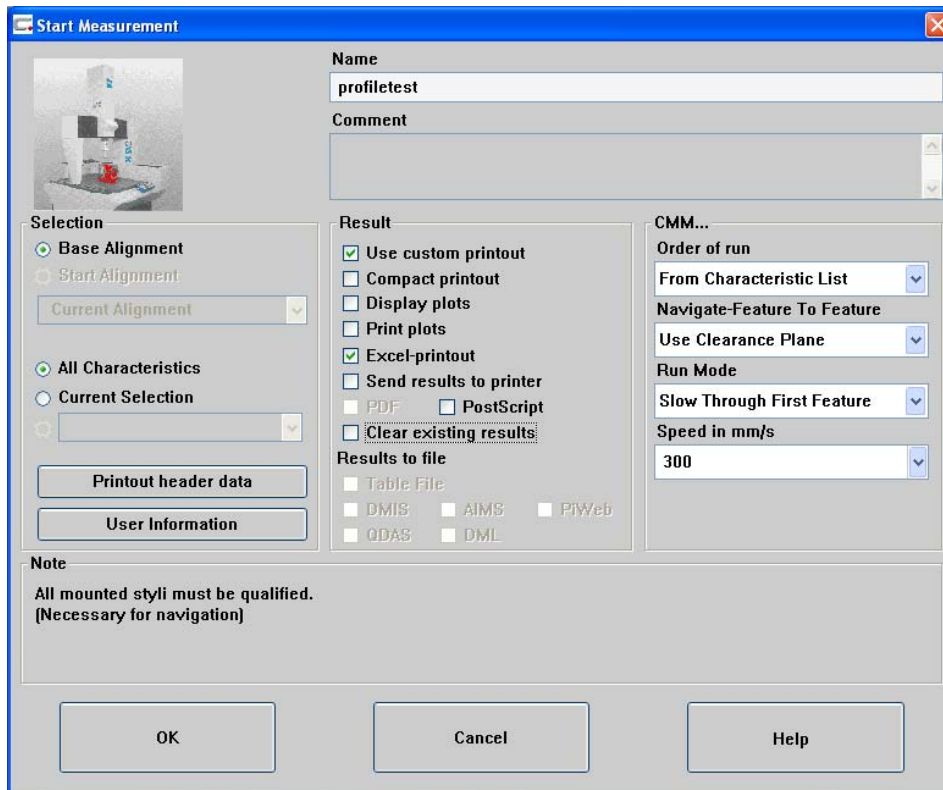 Start Measurement
Name
profiletest
Comment
Selection
Base Alignment
Start Alignment
Current Alignment
All Characteristics
Current Selection
Printout header data
User Information
Result
Use custom printout
Compact printout
Display plots
Print plots
Excel-printout
Send results to printer
PDF PostScript
Clear existing results
Results to file
Table File
DMIS AIMS PiWeb
QDAS DML
CMM...
Order of run
From Characteristic List
Navigate-Feature To Feature
Use Clearance Plane
Run Mode
Slow Through First Feature
Speed in mm/s
300
Note
All mounted styli must be qualified.
(Necessary for navigation)
OK Cancel Help